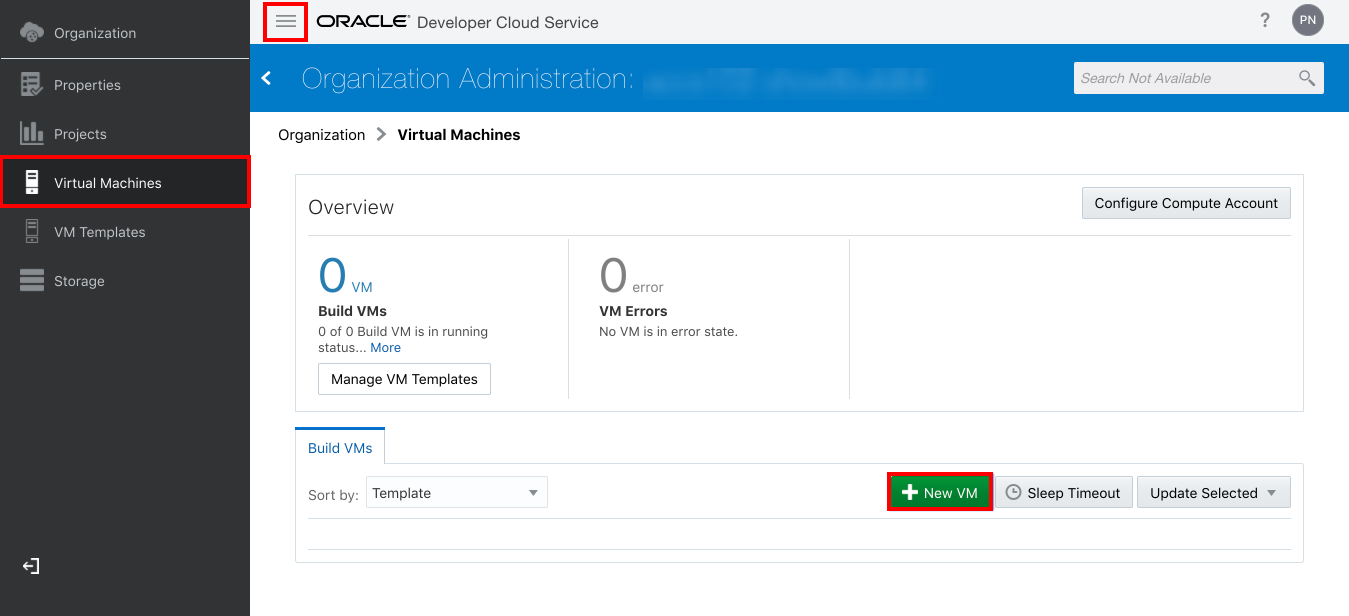 Organization
Properties
Projects
Virtual Machines
VM Templates
Storage
ORACLE® Developer Cloud Service
?
PN
Organization Administration:
Search Not Available
Organization Virtual Machines
Overview
Configure Compute Account
0 VM
Build VMs
0 of 0 Build VM is in running
status... More
Manage VM Templates
0 error
VM Errors
No VM is in error state.
Build VMs
Sort by: Template
New VM
Sleep Timeout
Update Selected